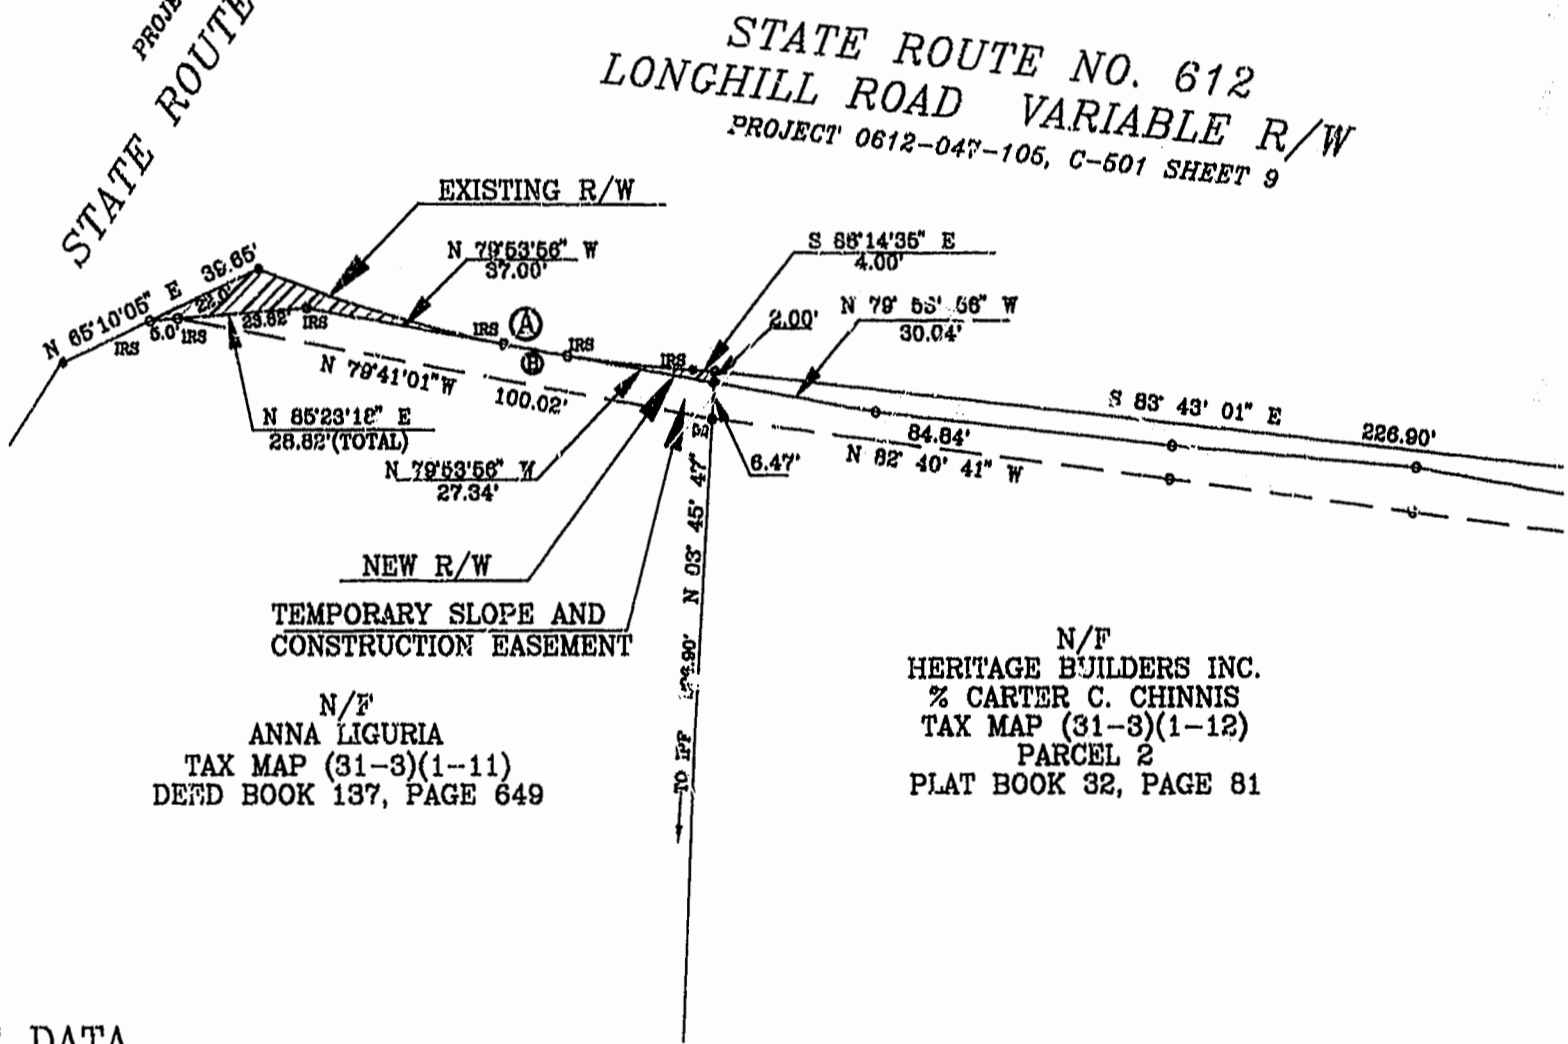 STATE ROUTE NO. 612
LONGHILL ROAD VARIABLE R/W
PROJECT 0612-047-105, C-501 SHEET 9
STATE ROUTE
EXISTING R/W
N 79°53'56" W
37.00'
S 86°14'35" E
4.00'
N 79° 53' 56" W
30.04'
2.00'
N 65°10'05" E 39.65'
22.0'
23.82'
5.0'
IRS
IRS
IRS
IRS
A
B
IRS
IRS
N 79°41'01"W 100.02'
N 85°23'18" E
28.82'(TOTAL)
N 79°53'56" W
27.34'
S 83° 43' 01" E 226.90'
84.84'
N 82° 40' 41" W
6.47'
N 03° 45' 47"
NEW R/W
TEMPORARY SLOPE AND
CONSTRUCTION EASEMENT
TO IPF
N/F
ANNA LIGURIA
TAX MAP (31-3)(1-11)
DEED BOOK 137, PAGE 649
N/F
HERITAGE BUILDERS INC.
% CARTER C. CHINNIS
TAX MAP (31-3)(1-12)
PARCEL 2
PLAT BOOK 32, PAGE 81
DATA